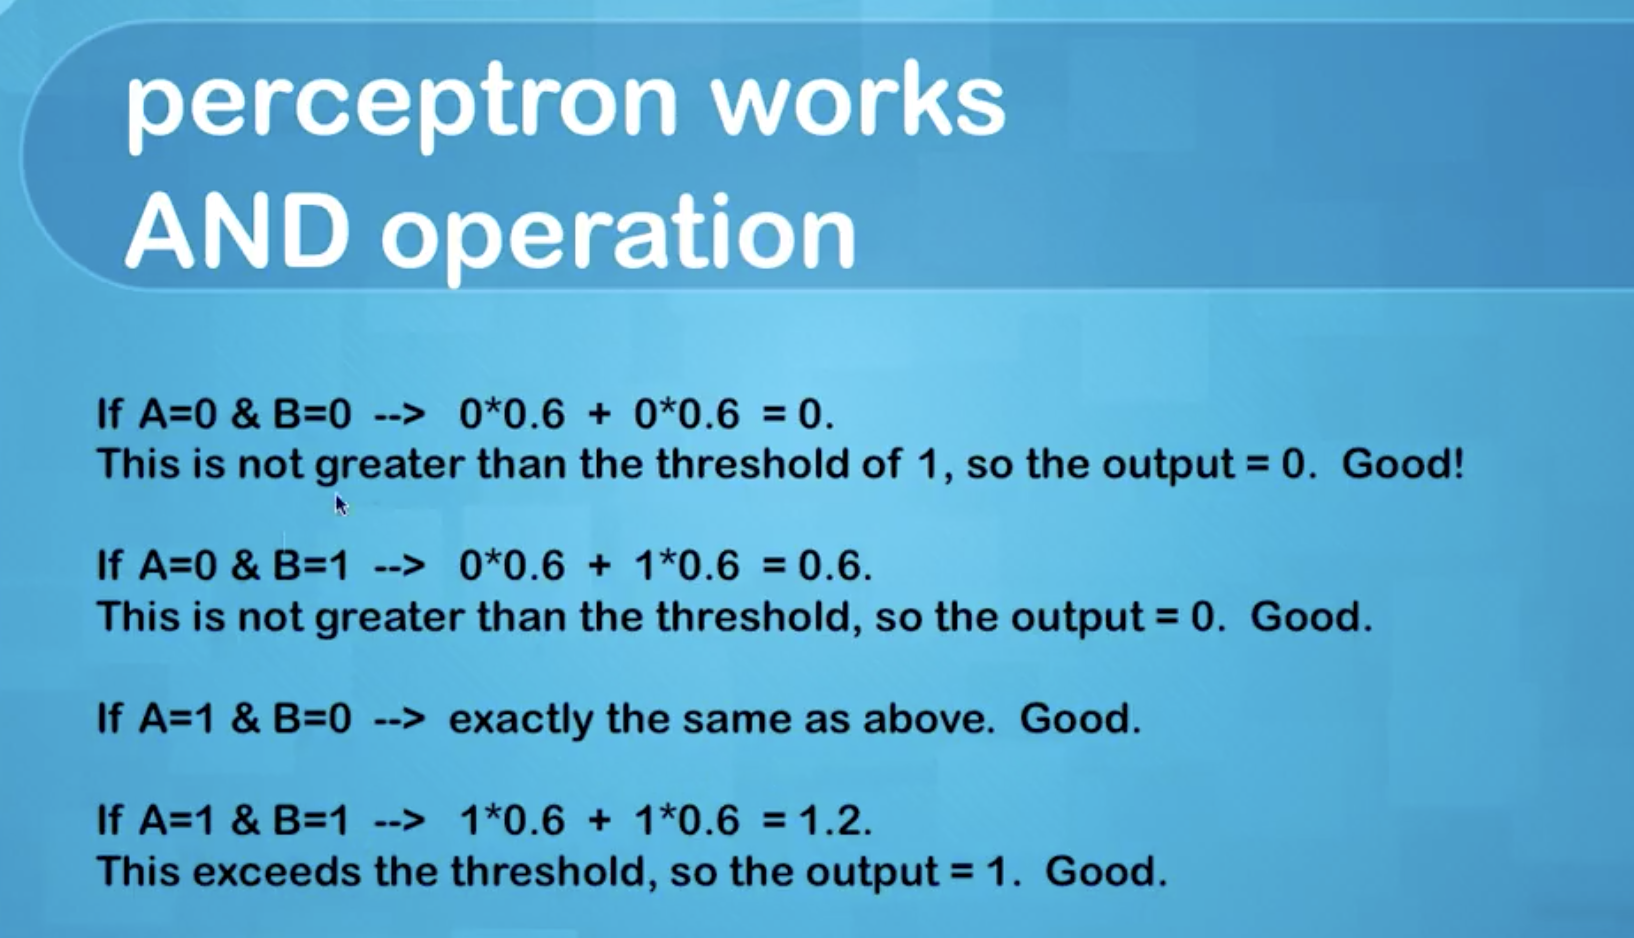 perceptron works
AND operation
If A=0 & B=0 --> 0*0.6 + 0*0.6 = 0.
This is not greater than the threshold of 1, so the output = 0. Good!
If A=0 & B=1 --> 0*0.6 + 1*0.6 = 0.6.
This is not greater than the threshold, so the output = 0. Good.
If A=1 & B=0 --> exactly the same as above. Good.
If A=1 & B=1 --> 1*0.6 + 1*0.6 = 1.2.
This exceeds the threshold, so the output = 1. Good.